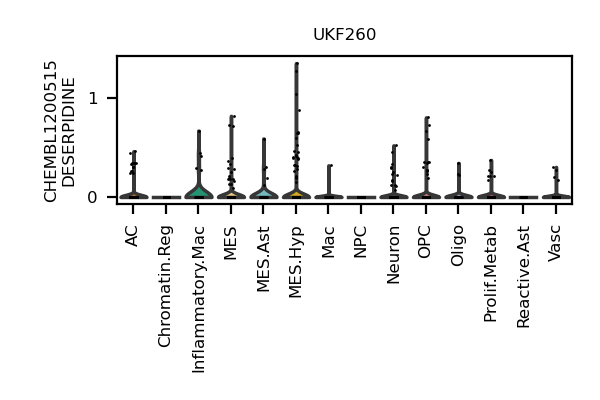 UKF260
CHEMBL1200515
DESERPIDINE
1
0
AC
Chromatin.Reg
Inflammatory.Mac
MES
MES.Ast
MES.Hyp
Mac
NPC
Neuron
OPC
Oligo
Prolif.Metab
Reactive.Ast
Vasc